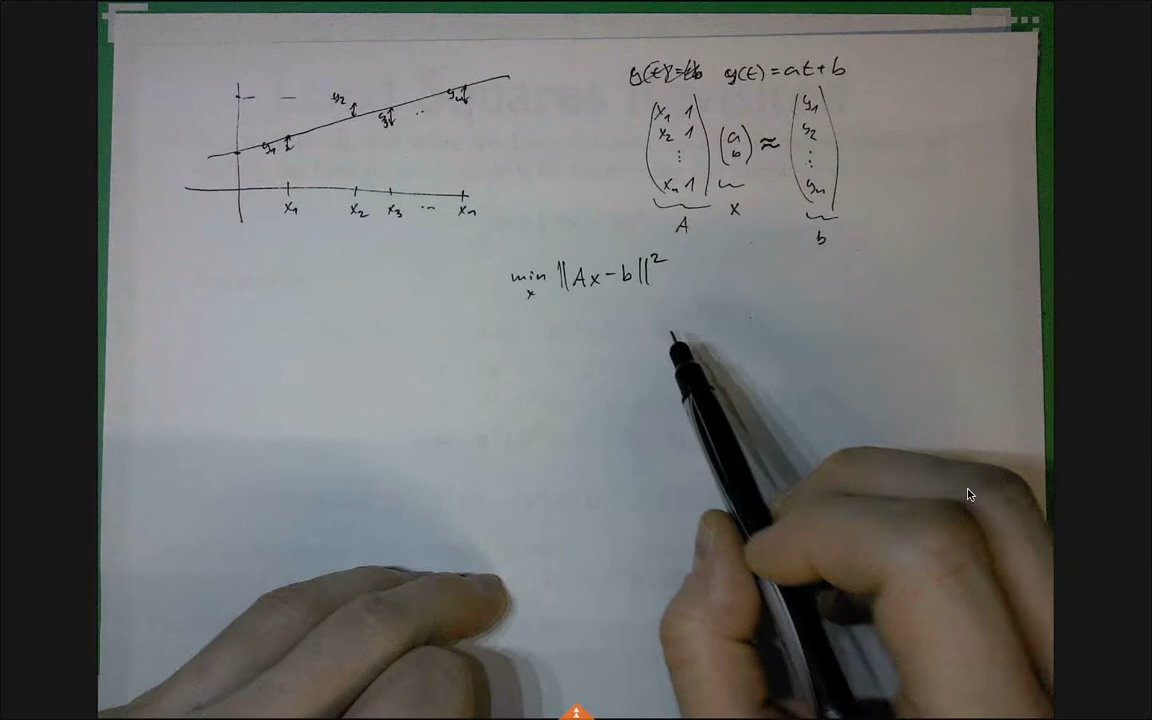 y(t) = at + b
y₁ y₂ y₃ .. yₙ
x₁ x₂ x₃ ... xₙ
(x₁ 1) (a) ≈ (y₁)
(x₂ 1) (b) (y₂)
⋮ ⋮
(xₙ 1) (yₙ)
A x b
min ||Ax - b||²
x